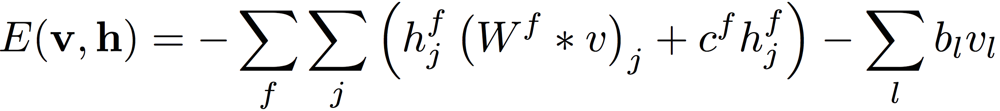 E(𝐯, 𝐡) = −∑_f ∑_j ( h_j^f (W^f ∗ v)_j + c^f h_j^f ) − ∑_l b_l v_l